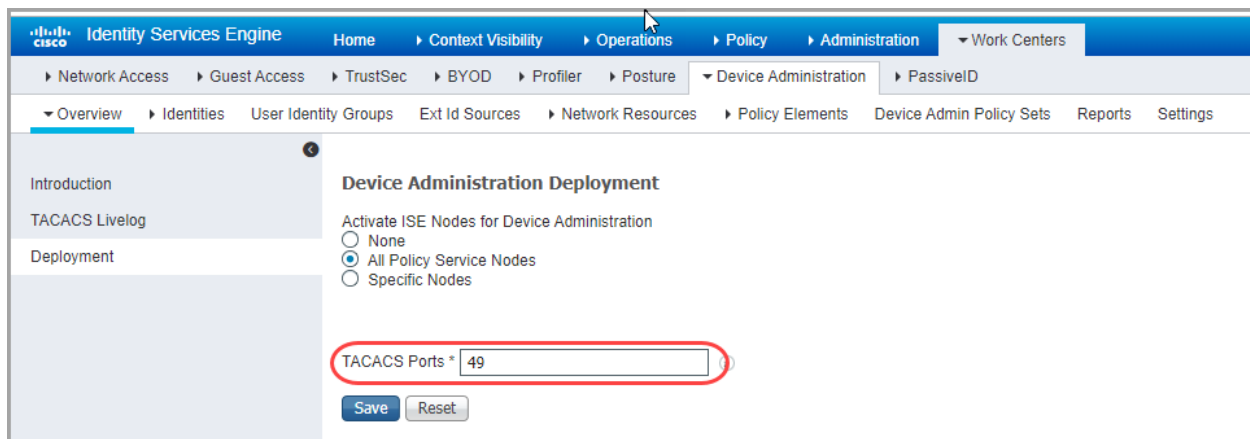 cisco Identity Services Engine Home Context Visibility Operations Policy Administration Work Centers
Network Access Guest Access TrustSec BYOD Profiler Posture Device Administration PassiveID
Overview Identities User Identity Groups Ext Id Sources Network Resources Policy Elements Device Admin Policy Sets Reports Settings
Introduction
TACACS Livelog
Deployment
Device Administration Deployment
Activate ISE Nodes for Device Administration
None
All Policy Service Nodes
Specific Nodes
TACACS Ports * 49
Save Reset